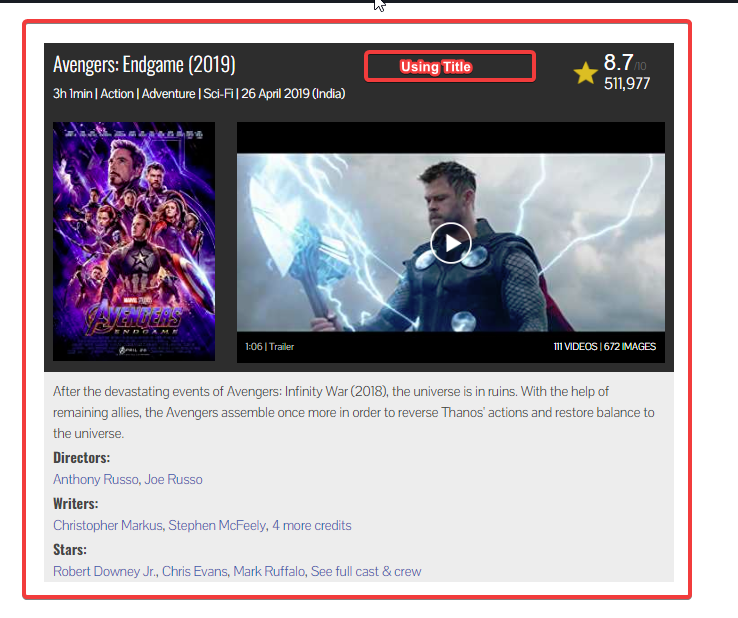 Avengers: Endgame (2019)
Using Title
8.7/10
3h 1min | Action | Adventure | Sci-Fi | 26 April 2019 (India)
511,977
MARVEL STUDIOS
AVENGERS
ENDGAME
APRIL 26
1:06 | Trailer
111 VIDEOS | 672 IMAGES
After the devastating events of Avengers: Infinity War (2018), the universe is in ruins. With the help of
remaining allies, the Avengers assemble once more in order to reverse Thanos' actions and restore balance to
the universe.
Directors:
Anthony Russo, Joe Russo
Writers:
Christopher Markus, Stephen McFeely, 4 more credits
Stars:
Robert Downey Jr., Chris Evans, Mark Ruffalo, See full cast & crew